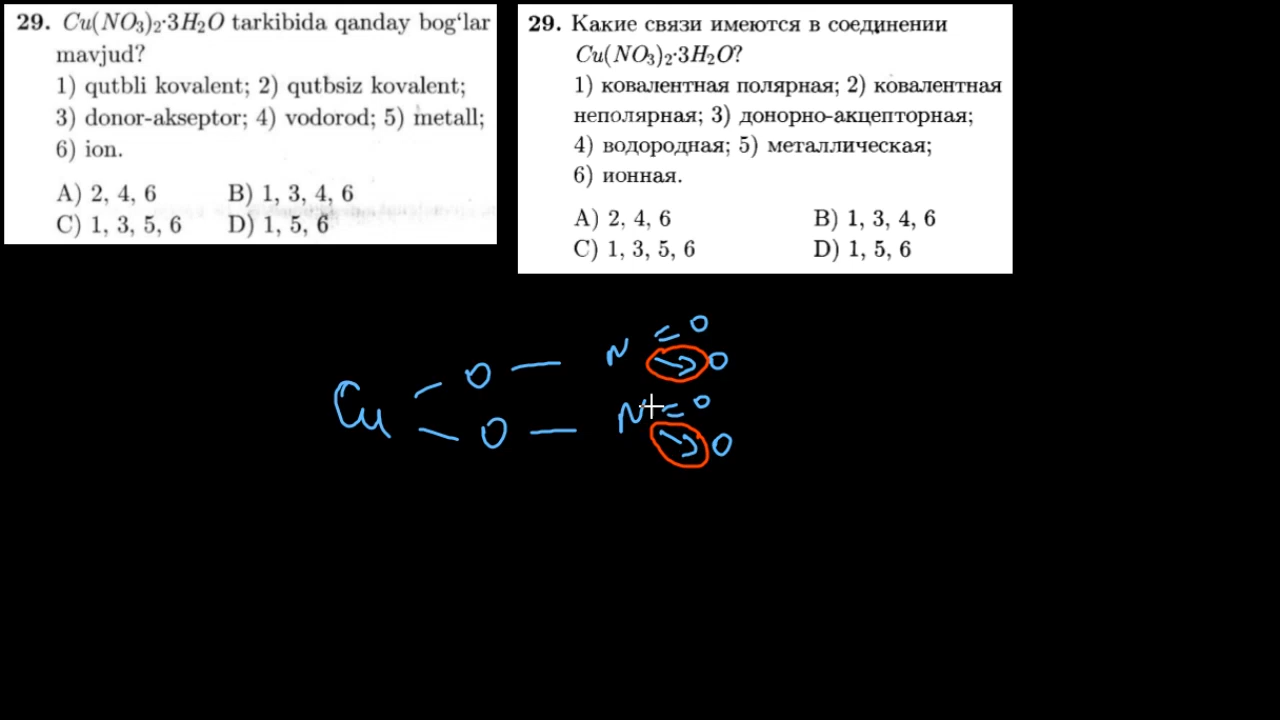 29. Cu(NO₃)₂·3H₂O tarkibida qanday bog‘lar
mavjud?
1) qutbli kovalent; 2) qutbsiz kovalent;
3) donor-akseptor; 4) vodorod; 5) metall;
6) ion.
A) 2, 4, 6 B) 1, 3, 4, 6
C) 1, 3, 5, 6 D) 1, 5, 6
29. Какие связи имеются в соединении
Cu(NO₃)₂·3H₂O?
1) ковалентная полярная; 2) ковалентная
неполярная; 3) донорно-акцепторная;
4) водородная; 5) металлическая;
6) ионная.
A) 2, 4, 6 B) 1, 3, 4, 6
C) 1, 3, 5, 6 D) 1, 5, 6
= O
— O — N → O
Cu
— O — N = O
→ O